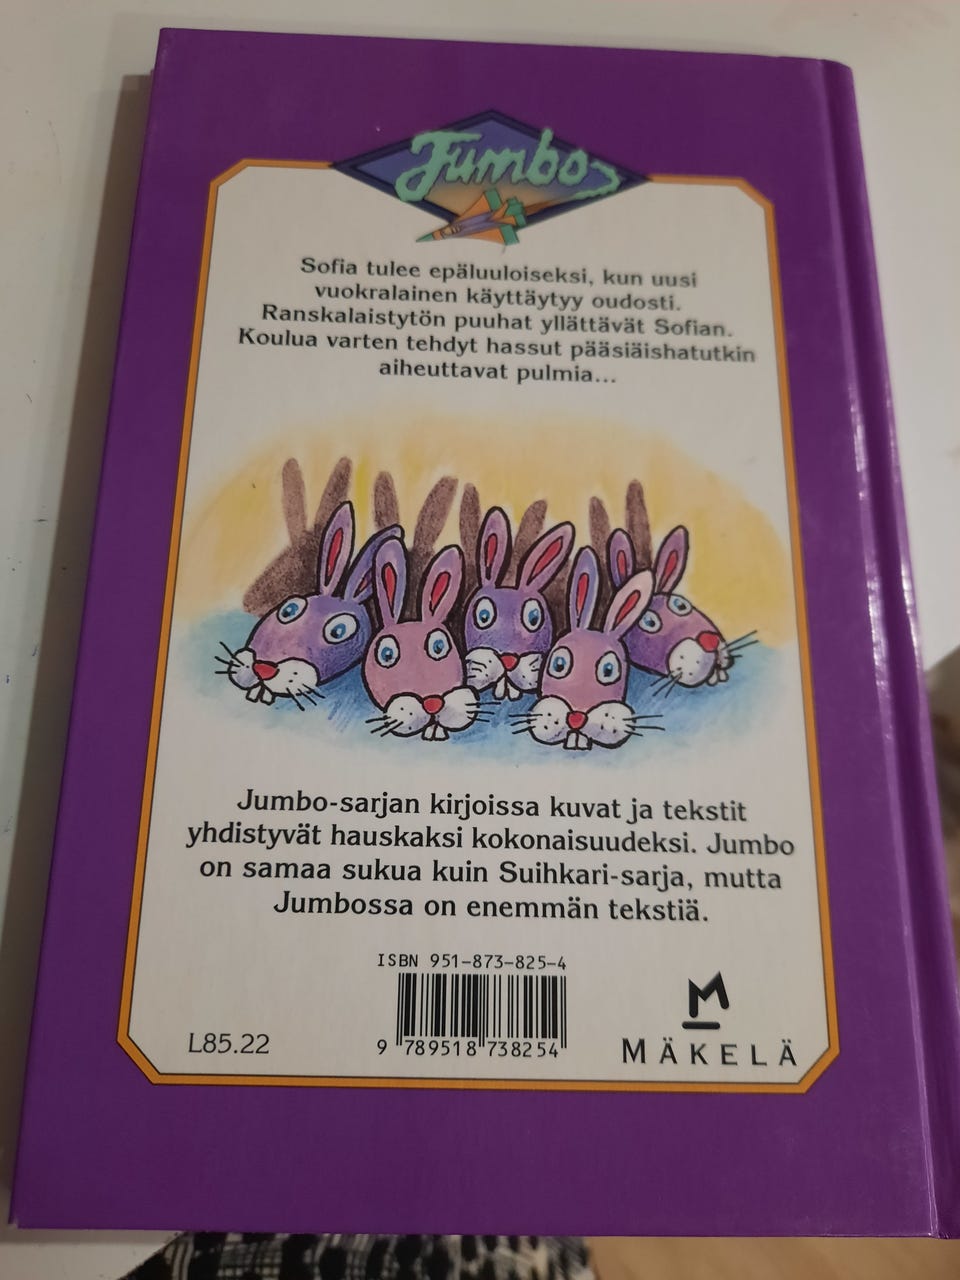 Jumbo
Sofia tulee epäluuloiseksi, kun uusi
vuokralainen käyttäytyy oudosti.
Ranskalaistytön puuhat yllättävät Sofian.
Koulua varten tehdyt hassut pääsiäishatutkin
aiheuttavat pulmia...
Jumbo-sarjan kirjoissa kuvat ja tekstit
yhdistyvät hauskaksi kokonaisuudeksi. Jumbo
on samaa sukua kuin Suihkari-sarja, mutta
Jumbossa on enemmän tekstiä.
ISBN 951-873-825-4
9 789518 738254
L85.22
M
MÄKELÄ